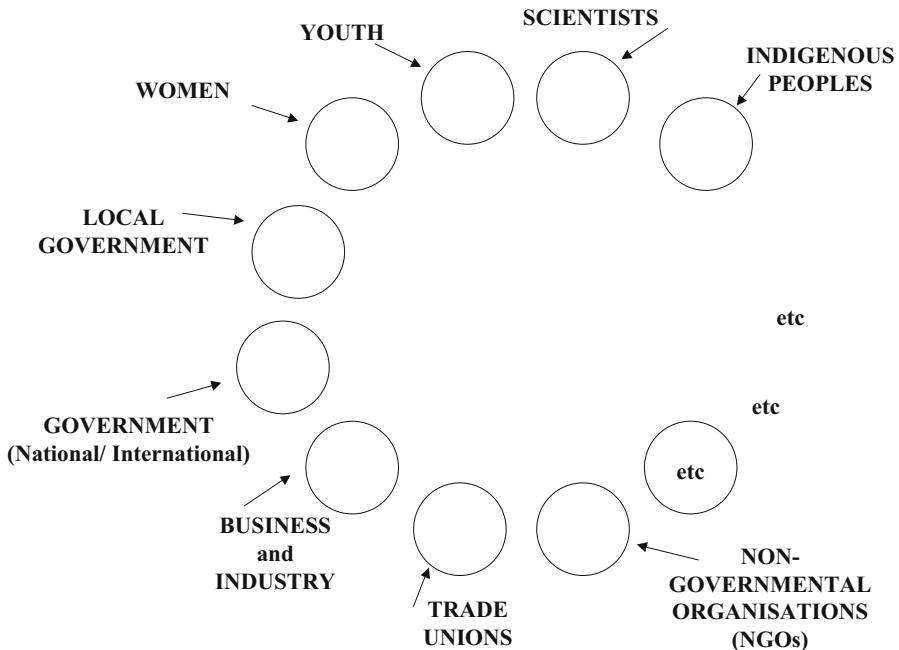 SCIENTISTS
YOUTH
INDIGENOUS
PEOPLES
WOMEN
LOCAL
GOVERNMENT
etc
etc
GOVERNMENT
(National/ International)
etc
BUSINESS
and
INDUSTRY
TRADE
UNIONS
NON-
GOVERNMENTAL
ORGANISATIONS
(NGOs)